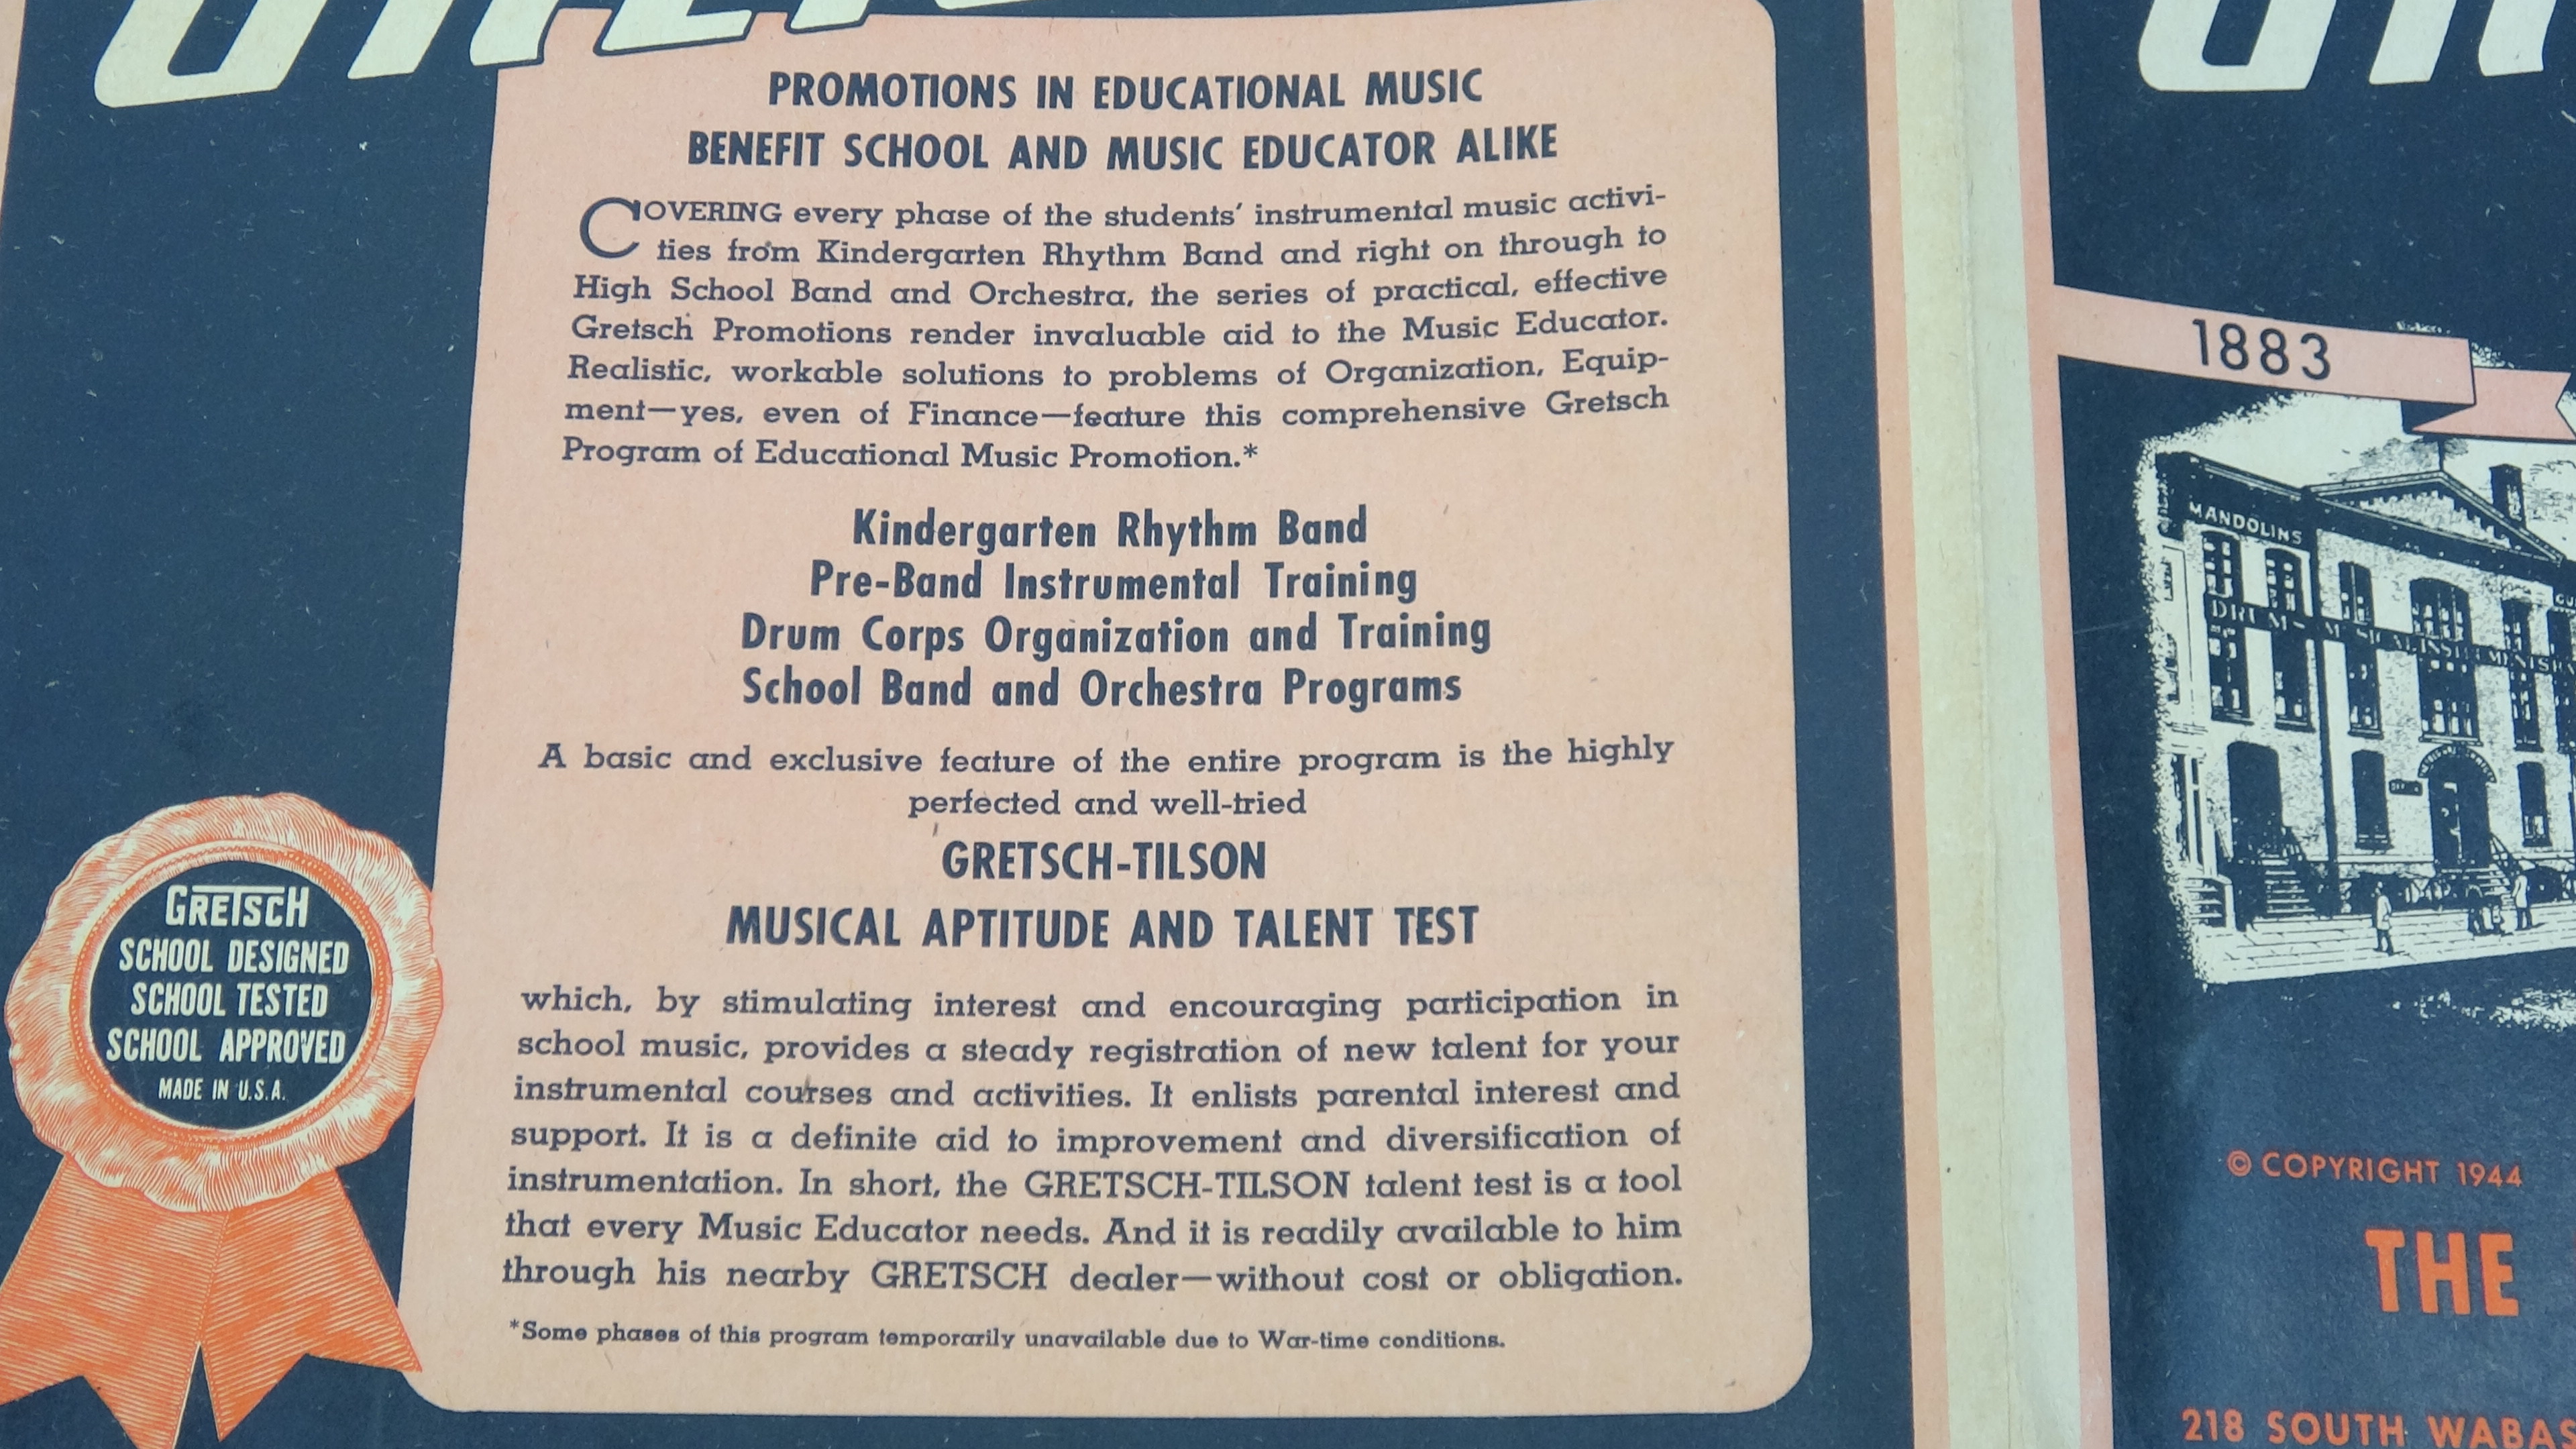 PROMOTIONS IN EDUCATIONAL MUSIC
BENEFIT SCHOOL AND MUSIC EDUCATOR ALIKE
COVERING every phase of the students' instrumental music activi-
ties from Kindergarten Rhythm Band and right on through to
High School Band and Orchestra, the series of practical, effective
Gretsch Promotions render invaluable aid to the Music Educator.
Realistic, workable solutions to problems of Organization, Equip-
ment—yes, even of Finance—feature this comprehensive Gretsch
Program of Educational Music Promotion.*
Kindergarten Rhythm Band
Pre-Band Instrumental Training
Drum Corps Organization and Training
School Band and Orchestra Programs
A basic and exclusive feature of the entire program is the highly
perfected and well-tried
GRETSCH-TILSON
MUSICAL APTITUDE AND TALENT TEST
which, by stimulating interest and encouraging participation in
school music, provides a steady registration of new talent for your
instrumental courses and activities. It enlists parental interest and
support. It is a definite aid to improvement and diversification of
instrumentation. In short, the GRETSCH-TILSON talent test is a tool
that every Music Educator needs. And it is readily available to him
through his nearby GRETSCH dealer—without cost or obligation.
*Some phases of this program temporarily unavailable due to War-time conditions.
GRETSCH
SCHOOL DESIGNED
SCHOOL TESTED
SCHOOL APPROVED
MADE IN U.S.A.
1883
MANDOLINS
DRUMS MUSICAL INSTRUMENTS
© COPYRIGHT 1944
THE
218 SOUTH